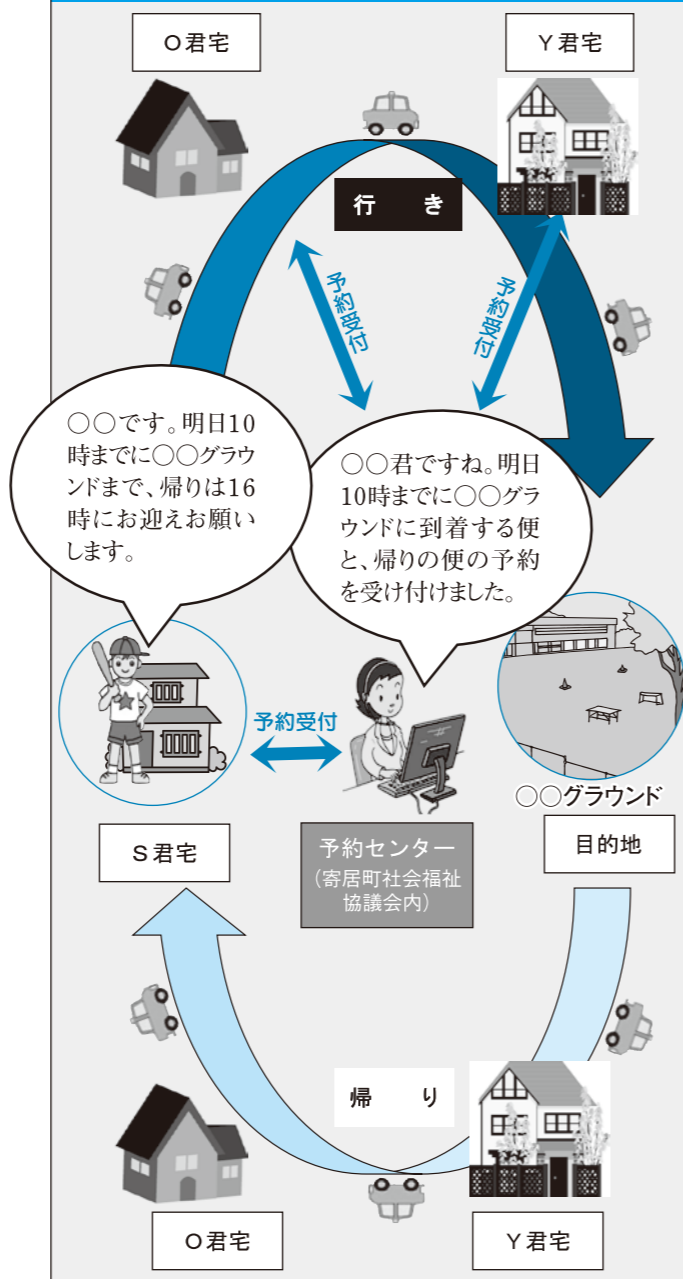 O君宅
Y君宅
行き
予約受付
予約受付
○○です。明日10
時までに○○グラウ
ンドまで、帰りは16
時にお迎えお願い
します。
○○君ですね。明日
10時までに○○グラ
ウンドに到着する便
と、帰りの便の予約
を受け付けました。
予約受付
○○グラウンド
S君宅
予約センター
(寄居町社会福祉
協議会内)
目的地
帰り
O君宅
Y君宅